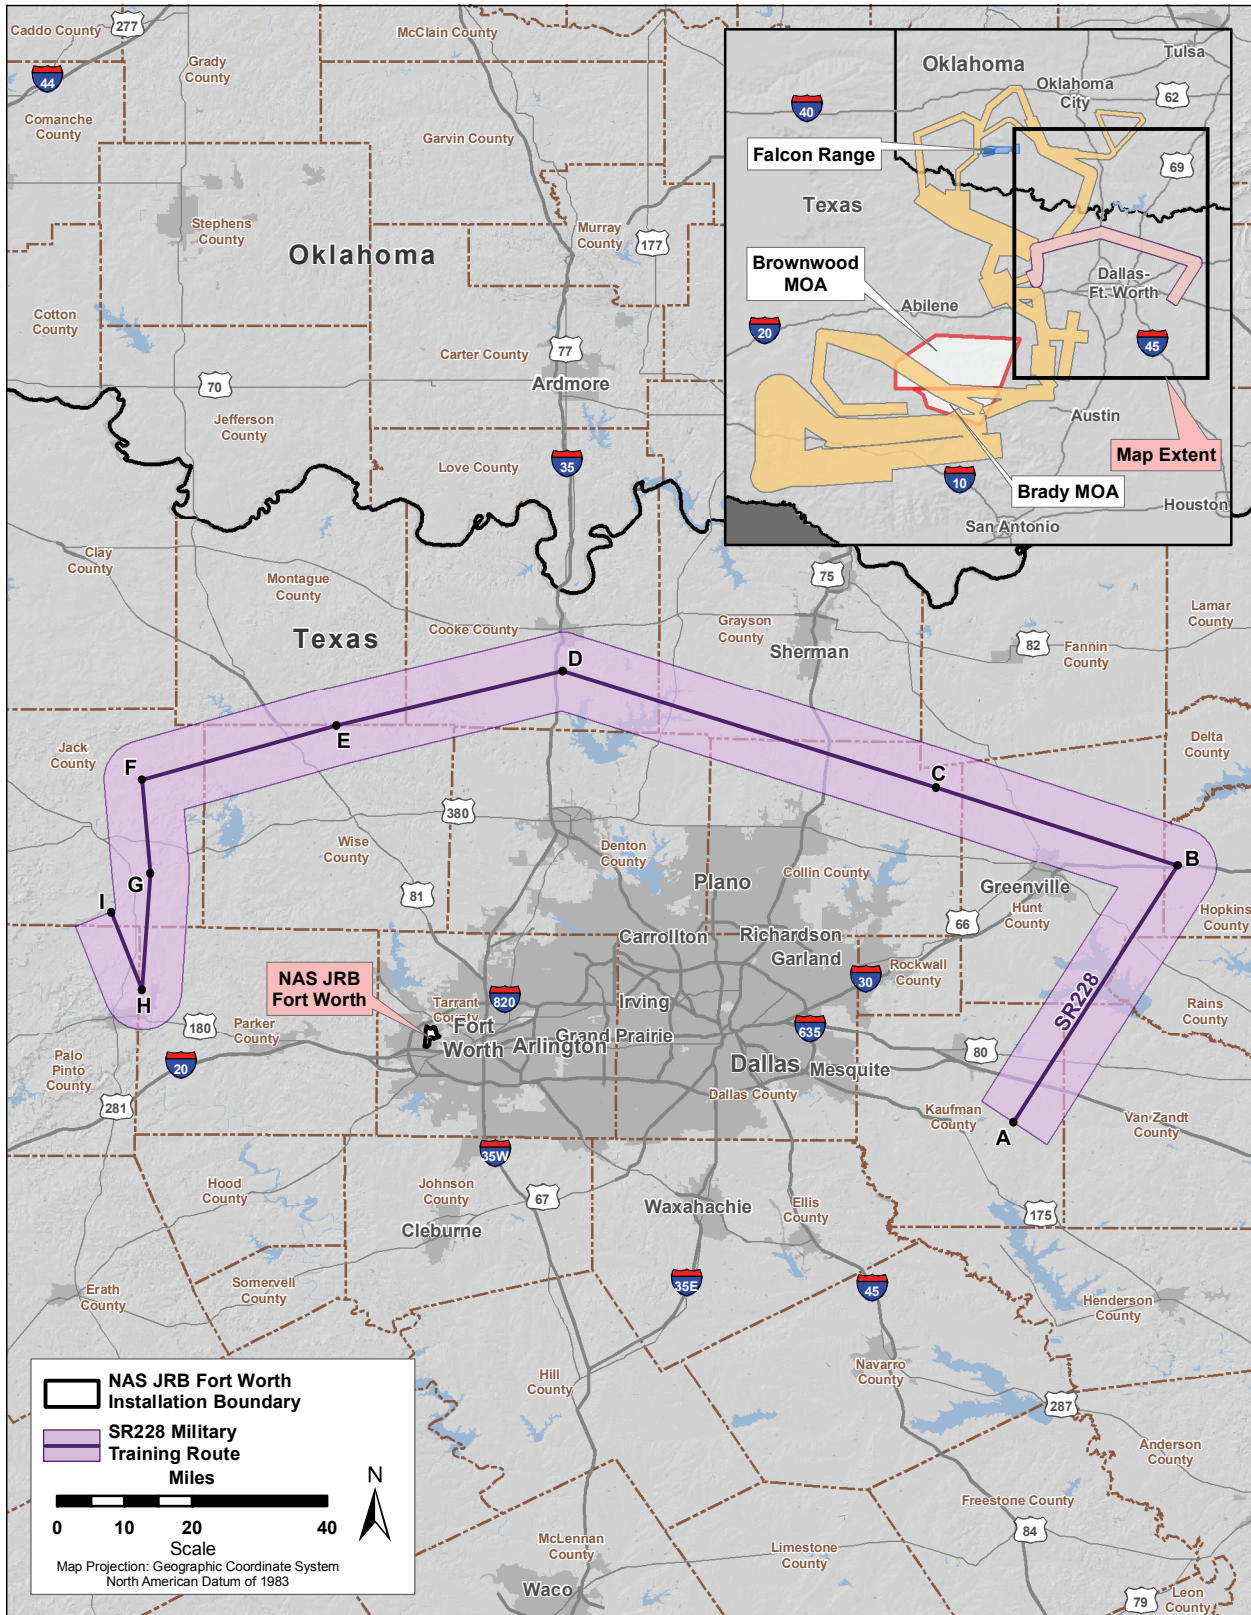 Caddo County
277
McClain County
Grady
County
44
Comanche
County
Garvin County
Stephens
County
Oklahoma
Murray
County
177
Cotton
County
Carter County
77
Ardmore
70
Jefferson
County
Love County
35
Clay
County
Montague
County
Texas
Cooke County
75
Grayson
County
Sherman
82
Fannin
County
Lamar
County
Delta
County
Jack
County
D
E
F
C
B
G
I
H
A
SR228
380
Wise
County
81
Denton
County
Plano
Collin County
Greenville
Hunt
County
66
Hopkins
County
Carrollton
Richardson
Garland
Rockwall
County
30
NAS JRB
Fort Worth
Tarrant
County
820
Irving
Fort
Worth
Arlington
Grand Prairie
635
Rains
County
180
Parker
County
20
Palo
Pinto
County
281
Dallas
Mesquite
80
Dallas County
Kaufman
County
Van Zandt
County
35W
Hood
County
Johnson
County
67
Cleburne
Waxahachie
Ellis
County
175
Erath
County
Somervell
County
35E
45
Henderson
County
Hill
County
Navarro
County
287
Anderson
County
Freestone County
84
McLennan
County
Limestone
County
Waco
79
Leon
County
Oklahoma
Tulsa
Oklahoma
City
62
40
Falcon Range
69
Texas
Brownwood
MOA
Dallas-
Ft. Worth
Abilene
20
45
Austin
Map Extent
10
Brady MOA
Houston
San Antonio
NAS JRB Fort Worth
Installation Boundary
SR228 Military
Training Route
Miles
0 10 20 40
Scale
N
Map Projection: Geographic Coordinate System
North American Datum of 1983